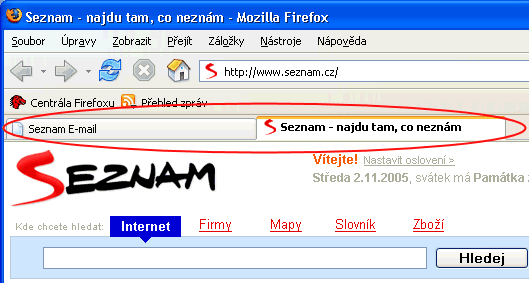 Seznam - najdu tam, co neznám - Mozilla Firefox
Soubor Úpravy Zobrazit Přejít Záložky Nástroje Nápověda
http://www.seznam.cz/
Centrála Firefoxu Přehled zpráv
Seznam E-mail Seznam - najdu tam, co neznám
SEZNAM
Vítejte! Nastavit oslovení >
Středa 2.11.2005, svátek má Památka
Kde chcete hledat: Internet Firmy Mapy Slovník Zboží
Hledej